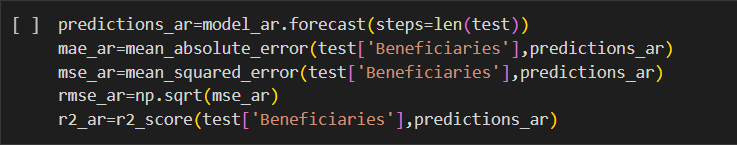 [ ] predictions_ar=model_ar.forecast(steps=len(test))
mae_ar=mean_absolute_error(test['Beneficiaries'],predictions_ar)
mse_ar=mean_squared_error(test['Beneficiaries'],predictions_ar)
rmse_ar=np.sqrt(mse_ar)
r2_ar=r2_score(test['Beneficiaries'],predictions_ar)